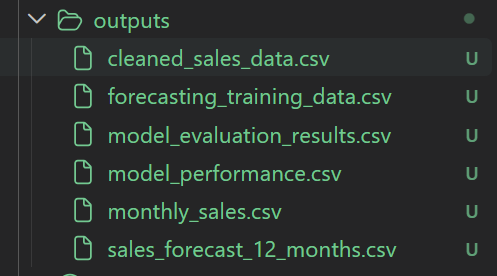 outputs
cleaned_sales_data.csv U
forecasting_training_data.csv U
model_evaluation_results.csv U
model_performance.csv U
monthly_sales.csv U
sales_forecast_12_months.csv U